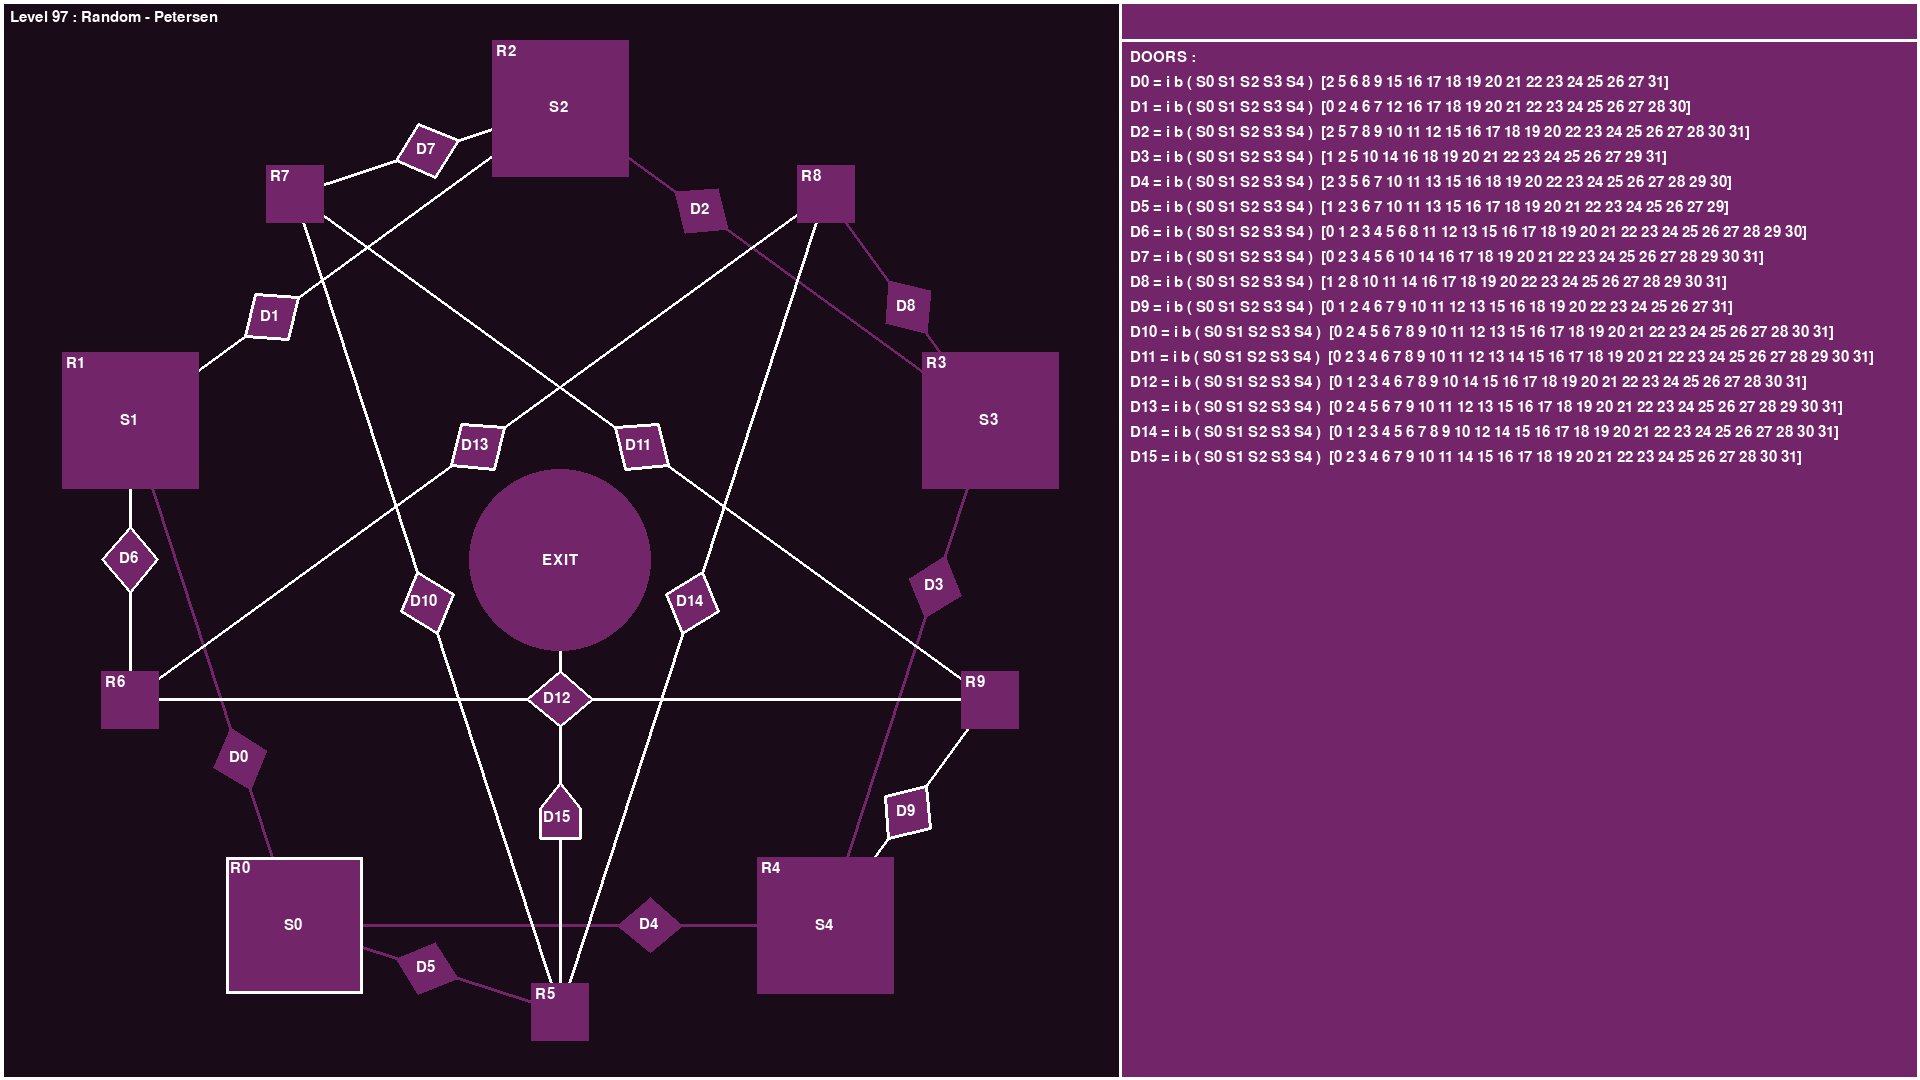 Level 97 : Random - Petersen
R2
S2
D7
R7
R8
D2
D1
D8
R1
S1
R3
S3
D13
D11
EXIT
D6
D3
D10
D14
R6
R9
D12
D0
D9
D15
R0
S0
R4
S4
D4
D5
R5
DOORS :
D0 = i b ( S0 S1 S2 S3 S4 ) [2 5 6 8 9 15 16 17 18 19 20 21 22 23 24 25 26 27 31]
D1 = i b ( S0 S1 S2 S3 S4 ) [0 2 4 6 7 12 16 17 18 19 20 21 22 23 24 25 26 27 28 30]
D2 = i b ( S0 S1 S2 S3 S4 ) [2 5 7 8 9 10 11 12 15 16 17 18 19 20 22 23 24 25 26 27 28 30 31]
D3 = i b ( S0 S1 S2 S3 S4 ) [1 2 5 10 14 16 18 19 20 21 22 23 24 25 26 27 29 31]
D4 = i b ( S0 S1 S2 S3 S4 ) [2 3 5 6 7 10 11 13 15 16 18 19 20 22 23 24 25 26 27 28 29 30]
D5 = i b ( S0 S1 S2 S3 S4 ) [1 2 3 6 7 10 11 13 15 16 17 18 19 20 21 22 23 24 25 26 27 29]
D6 = i b ( S0 S1 S2 S3 S4 ) [0 1 2 3 4 5 6 8 11 12 13 15 16 17 18 19 20 21 22 23 24 25 26 27 28 29 30]
D7 = i b ( S0 S1 S2 S3 S4 ) [0 2 3 4 5 6 10 14 16 17 18 19 20 21 22 23 24 25 26 27 28 29 30 31]
D8 = i b ( S0 S1 S2 S3 S4 ) [1 2 8 10 11 14 16 17 18 19 20 22 23 24 25 26 27 28 29 30 31]
D9 = i b ( S0 S1 S2 S3 S4 ) [0 1 2 4 6 7 9 10 11 12 13 15 16 18 19 20 22 23 24 25 26 27 31]
D10 = i b ( S0 S1 S2 S3 S4 ) [0 2 4 5 6 7 8 9 10 11 12 13 15 16 17 18 19 20 21 22 23 24 25 26 27 28 30 31]
D11 = i b ( S0 S1 S2 S3 S4 ) [0 2 3 4 6 7 8 9 10 11 12 13 14 15 16 17 18 19 20 21 22 23 24 25 26 27 28 29 30 31]
D12 = i b ( S0 S1 S2 S3 S4 ) [0 1 2 3 4 6 7 8 9 10 14 15 16 17 18 19 20 21 22 23 24 25 26 27 28 30 31]
D13 = i b ( S0 S1 S2 S3 S4 ) [0 2 4 5 6 7 9 10 11 12 13 15 16 17 18 19 20 21 22 23 24 25 26 27 28 29 30 31]
D14 = i b ( S0 S1 S2 S3 S4 ) [0 1 2 3 4 5 6 7 8 9 10 12 14 15 16 17 18 19 20 21 22 23 24 25 26 27 28 30 31]
D15 = i b ( S0 S1 S2 S3 S4 ) [0 2 3 4 6 7 9 10 11 14 15 16 17 18 19 20 21 22 23 24 25 26 27 28 30 31]